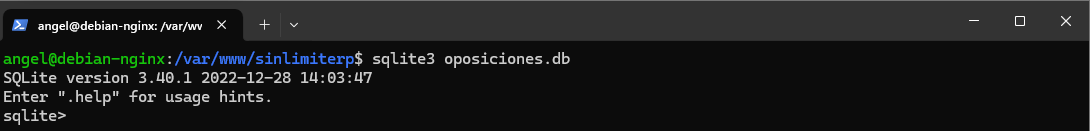 angel@debian-nginx: /var/wv
angel@debian-nginx:/var/www/sinlimiterp$ sqlite3 oposiciones.db
SQLite version 3.40.1 2022-12-28 14:03:47
Enter ".help" for usage hints.
sqlite>